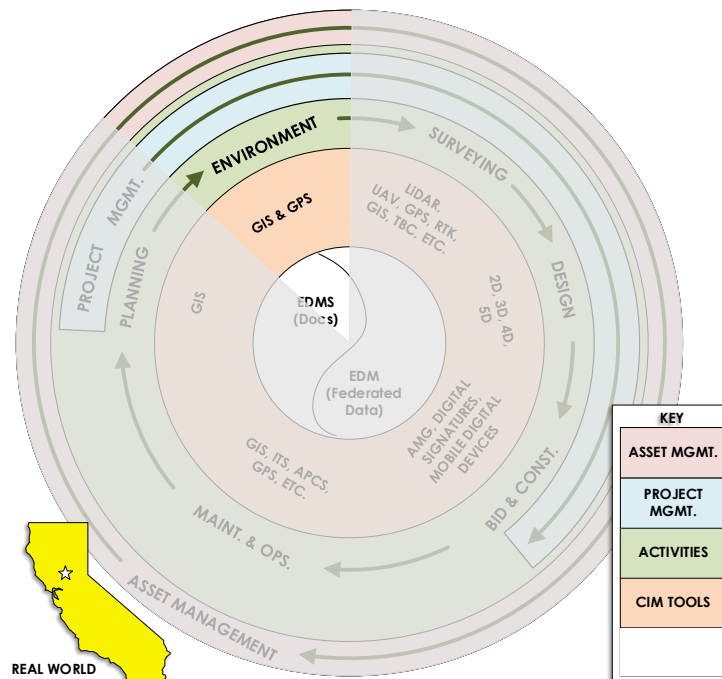 ENVIRONMENT
SURVEYING
DESIGN
BID & CONST.
MAINT. & OPS.
PLANNING
PROJECT MGMT.
ASSET MANAGEMENT
GIS & GPS
LiDAR,
UAV, GPS, RTK.
GIS, TBC, ETC.
2D, 3D, 4D,
5D
AMG, DIGITAL
SIGNATURES,
MOBILE DIGITAL
DEVICES
GIS, ITS, APCS,
GPS, ETC.
GIS
EDMS
(Docs)
EDM
(Federated
Data)
KEY
ASSET MGMT.
PROJECT
MGMT.
ACTIVITIES
CIM TOOLS
REAL WORLD